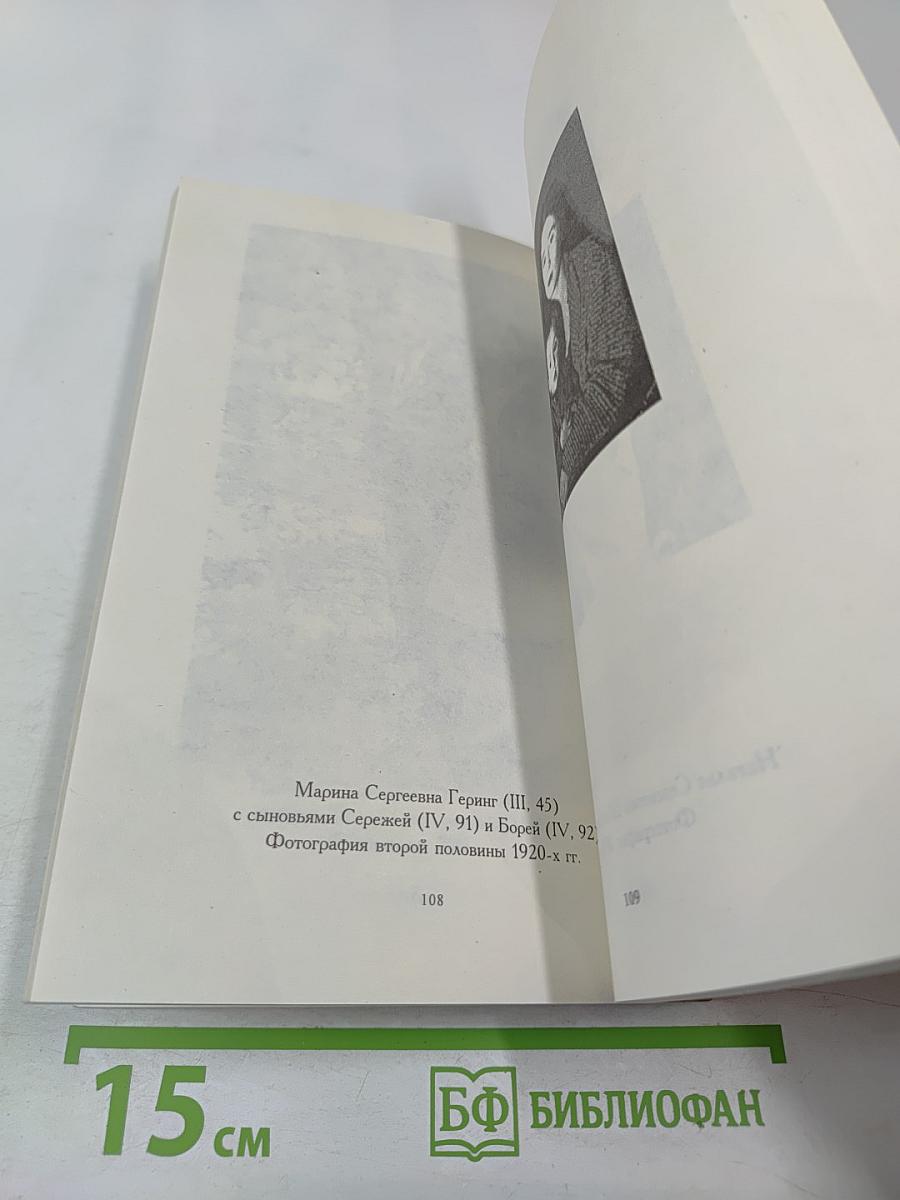 Марина Сергеевна Геринг (III, 45)
с сыновьями Сережей (IV, 91) и Борей (IV, 92)
Фотография второй половины 1920-х гг.
108
109
15 см
БФ БИБЛИОФАН